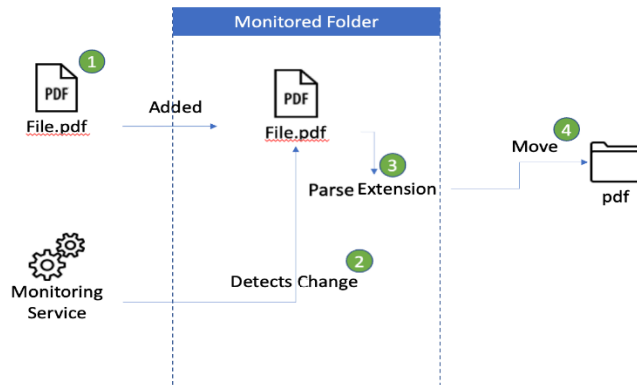 Monitored Folder
1
PDF
File.pdf
Added
PDF
File.pdf
3
Parse Extension
Move
4
pdf
Monitoring
Service
Detects Change
2